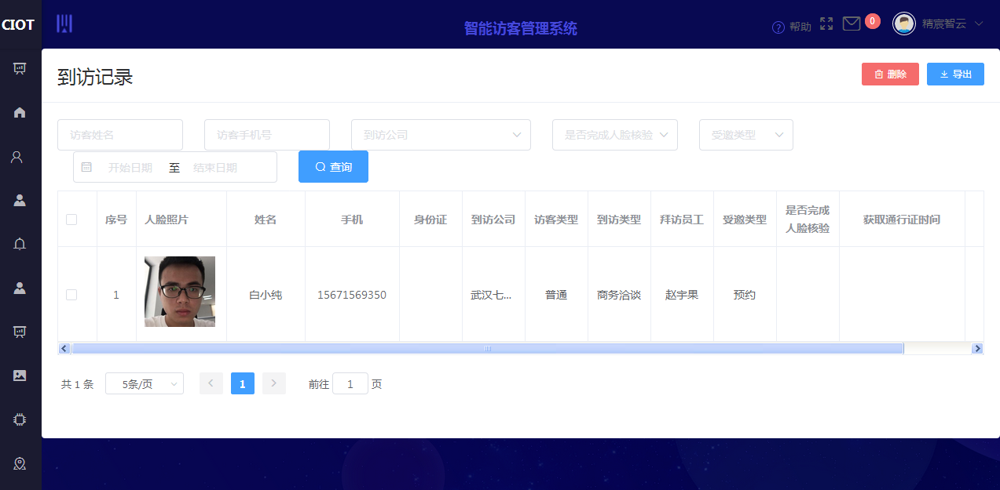 CIOT
智能访客管理系统
帮助
0
精宸智云
到访记录
删除
导出
访客姓名
访客手机号
到访公司
是否完成人脸核验
受邀类型
开始日期 至 结束日期
查询
序号 人脸照片 姓名 手机 身份证 到访公司 访客类型 到访类型 拜访员工 受邀类型 是否完成人脸核验 获取通行证时间
1 白小纯 15671569350 武汉七... 普通 商务洽谈 赵宇果 预约
共 1 条 5条/页 1 前往 1 页